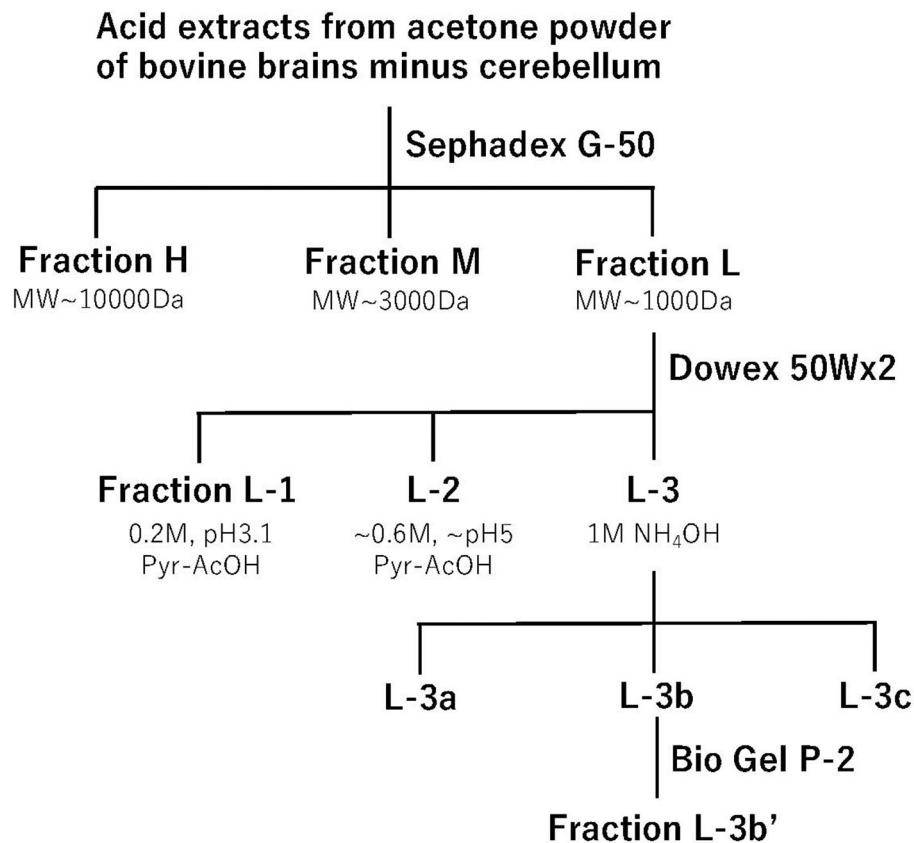 Acid extracts from acetone powder
of bovine brains minus cerebellum
Sephadex G-50
Fraction H
MW~10000Da
Fraction M
MW~3000Da
Fraction L
MW~1000Da
Dowex 50Wx2
Fraction L-1
0.2M, pH3.1
Pyr-AcOH
L-2
~0.6M, ~pH5
Pyr-AcOH
L-3
1M NH₄OH
L-3a
L-3b
L-3c
Bio Gel P-2
Fraction L-3b’